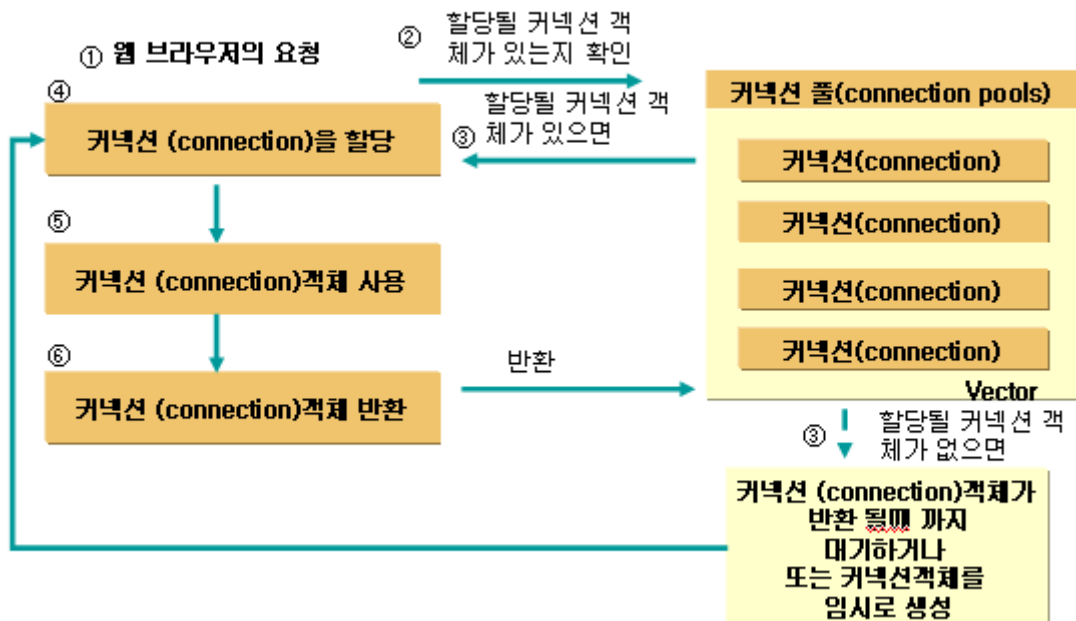 ① 웹 브라우저의 요청
② 할당될 커넥션 객
체가 있는지 확인
④
커넥션 (connection)을 할당
할당될 커넥션 객
③ 체가 있으면
커넥션 풀(connection pools)
커넥션(connection)
커넥션(connection)
커넥션(connection)
커넥션(connection)
Vector
⑤
커넥션 (connection)객체 사용
⑥
커넥션 (connection)객체 반환
반환
③ 할당될 커넥션 객
체가 없으면
커넥션 (connection)객체가
반환 될때 까지
대기하거나
또는 커넥션객체를
임시로 생성